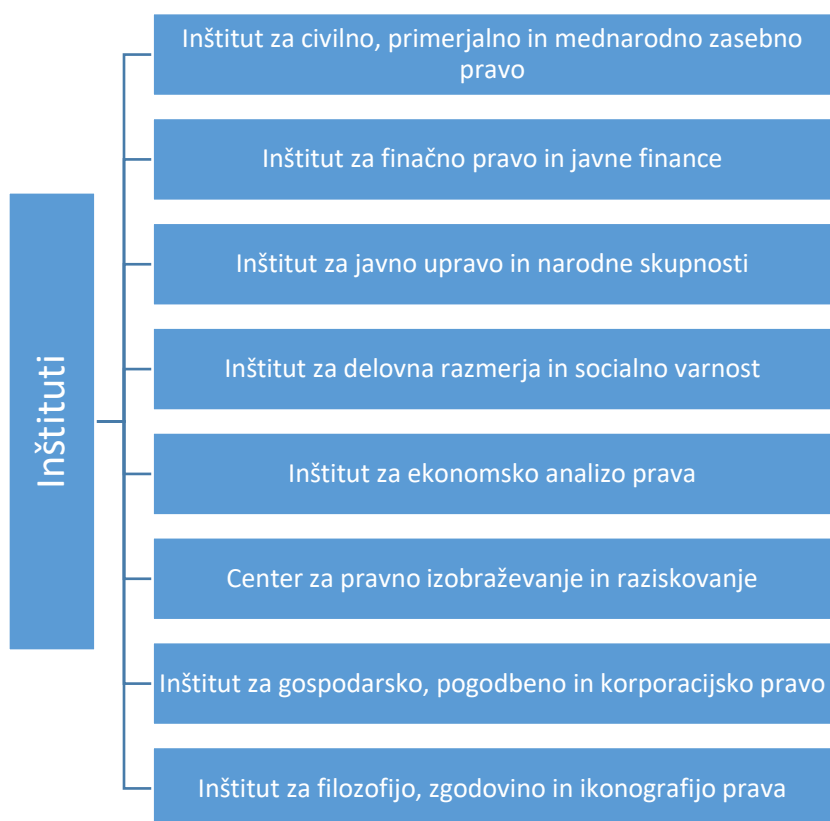 Inštituti
Inštitut za civilno, primerjalno in mednarodno zasebno
pravo
Inštitut za finačno pravo in javne finance
Inštitut za javno upravo in narodne skupnosti
Inštitut za delovna razmerja in socialno varnost
Inštitut za ekonomsko analizo prava
Center za pravno izobraževanje in raziskovanje
Inštitut za gospodarsko, pogodbeno in korporacijsko pravo
Inštitut za filozofijo, zgodovino in ikonografijo prava